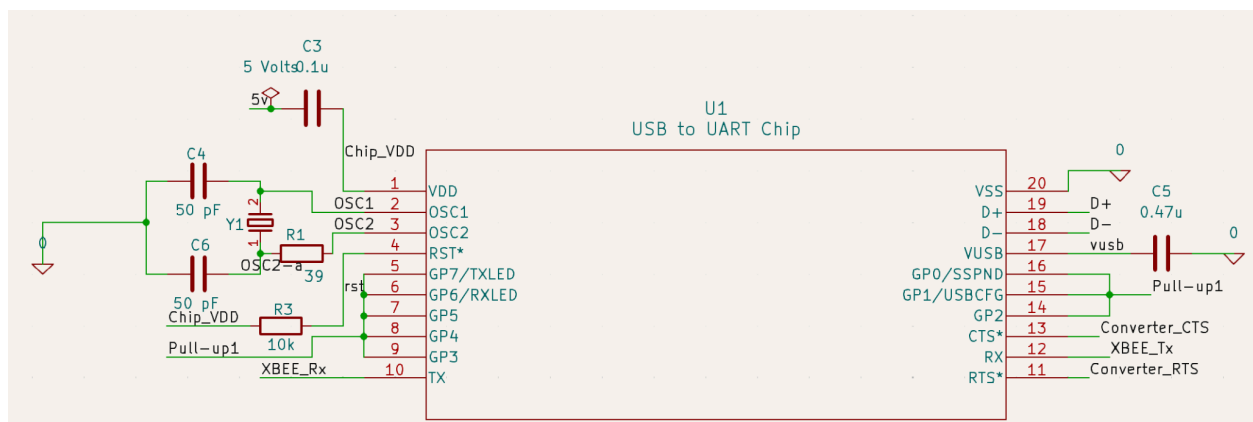 C3
5 Volts 0.1u
5v
U1
USB to UART Chip
Chip_VDD
C4
50 pF
Y1
2
1
OSC1
OSC2
R1
39
OSC2-a
C6
50 pF
0
rst
Chip_VDD
R3
10k
Pull-up1
XBEE_Rx
1 VDD
2 OSC1
3 OSC2
4 RST*
5 GP7/TXLED
6 GP6/RXLED
7 GP5
8 GP4
9 GP3
10 TX
VSS 20
D+ 19
D- 18
VUSB 17
GP0/SSPND 16
GP1/USBCFG 15
GP2 14
CTS* 13
RX 12
RTS* 11
0
D+
D-
vusb
C5
0.47u
0
Pull-up1
Converter_CTS
XBEE_Tx
Converter_RTS